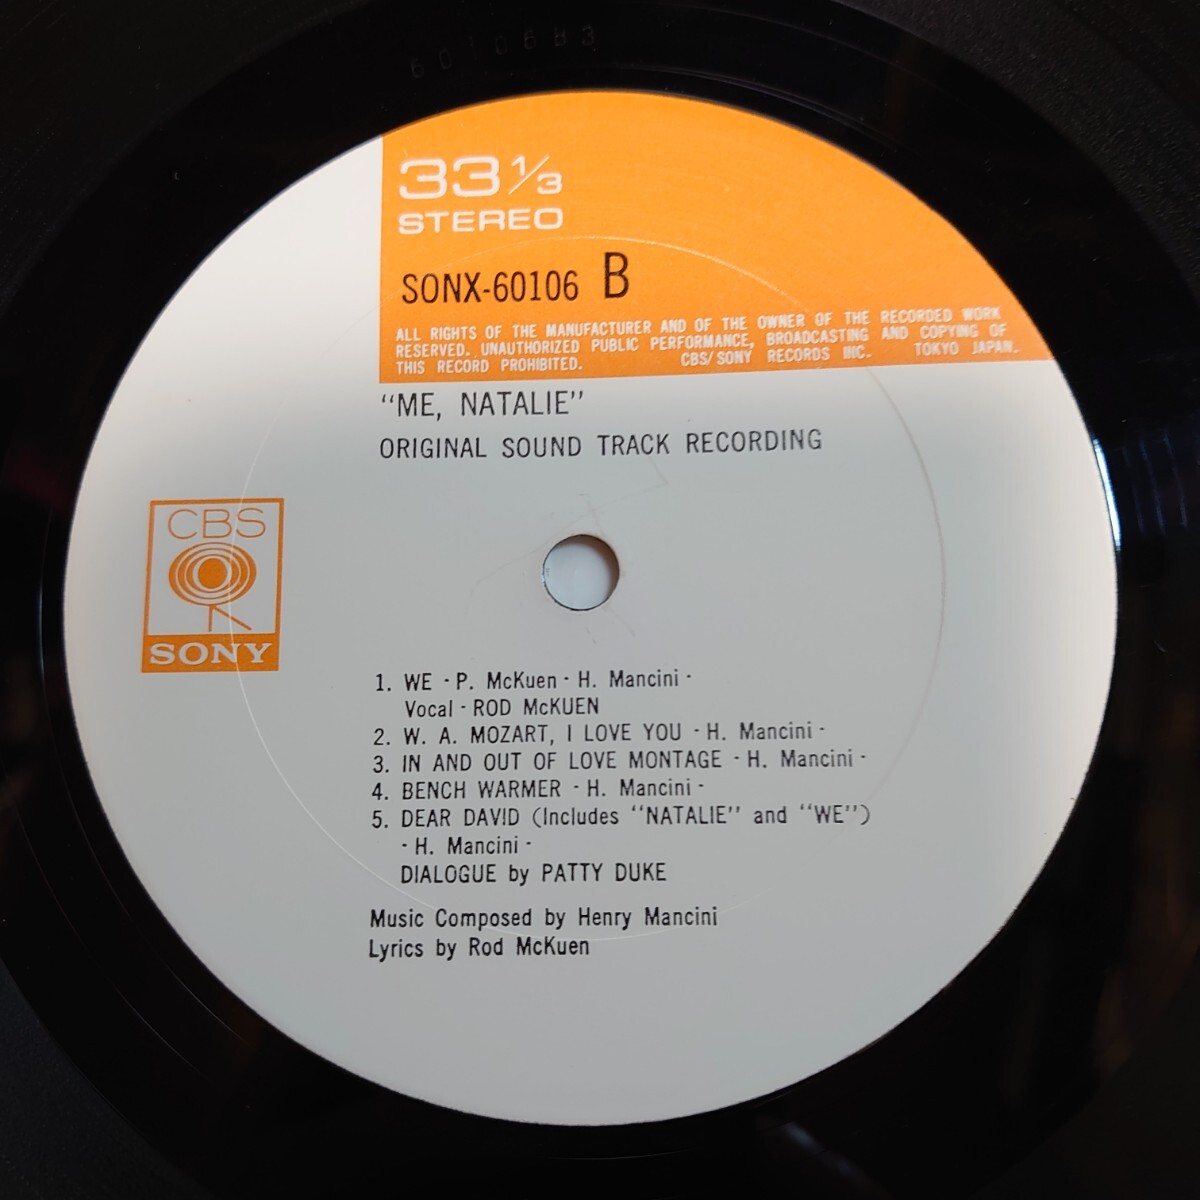 60106B3
33 1/3
STEREO
SONX-60106 B
ALL RIGHTS OF THE MANUFACTURER AND OF THE OWNER OF THE RECORDED WORK
RESERVED. UNAUTHORIZED PUBLIC PERFORMANCE, BROADCASTING AND COPYING OF
THIS RECORD PROHIBITED. CBS/SONY RECORDS INC. TOKYO JAPAN.
"ME, NATALIE"
ORIGINAL SOUND TRACK RECORDING
CBS
SONY
1. WE - P. McKuen - H. Mancini -
Vocal - ROD McKUEN
2. W. A. MOZART, I LOVE YOU - H. Mancini -
3. IN AND OUT OF LOVE MONTAGE - H. Mancini -
4. BENCH WARMER - H. Mancini -
5. DEAR DAVID (Includes "NATALIE" and "WE")
- H. Mancini -
DIALOGUE by PATTY DUKE
Music Composed by Henry Mancini
Lyrics by Rod McKuen